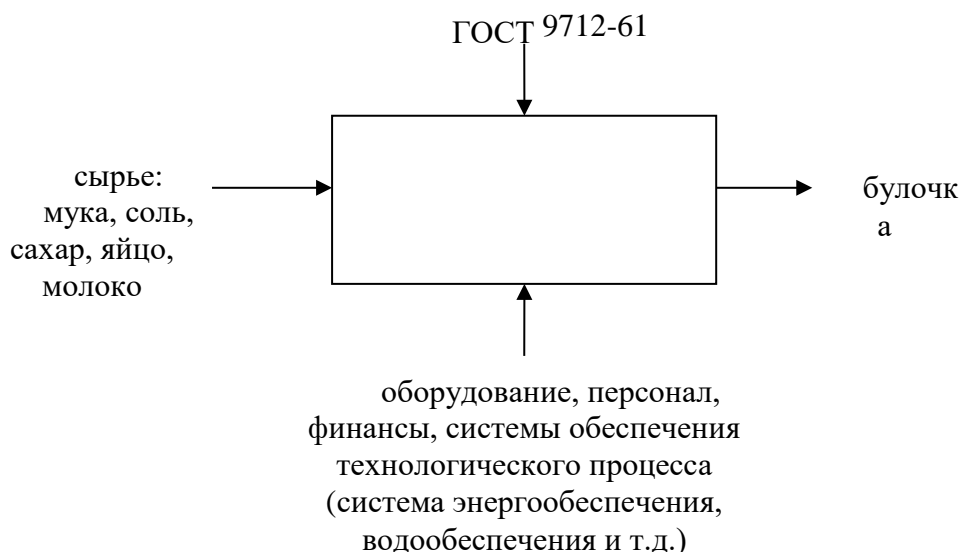 ГОСТ 9712-61
сырье:
мука, соль,
сахар, яйцо,
молоко
булочк
а
оборудование, персонал,
финансы, системы обеспечения
технологического процесса
(система энергообеспечения,
водообеспечения и т.д.)